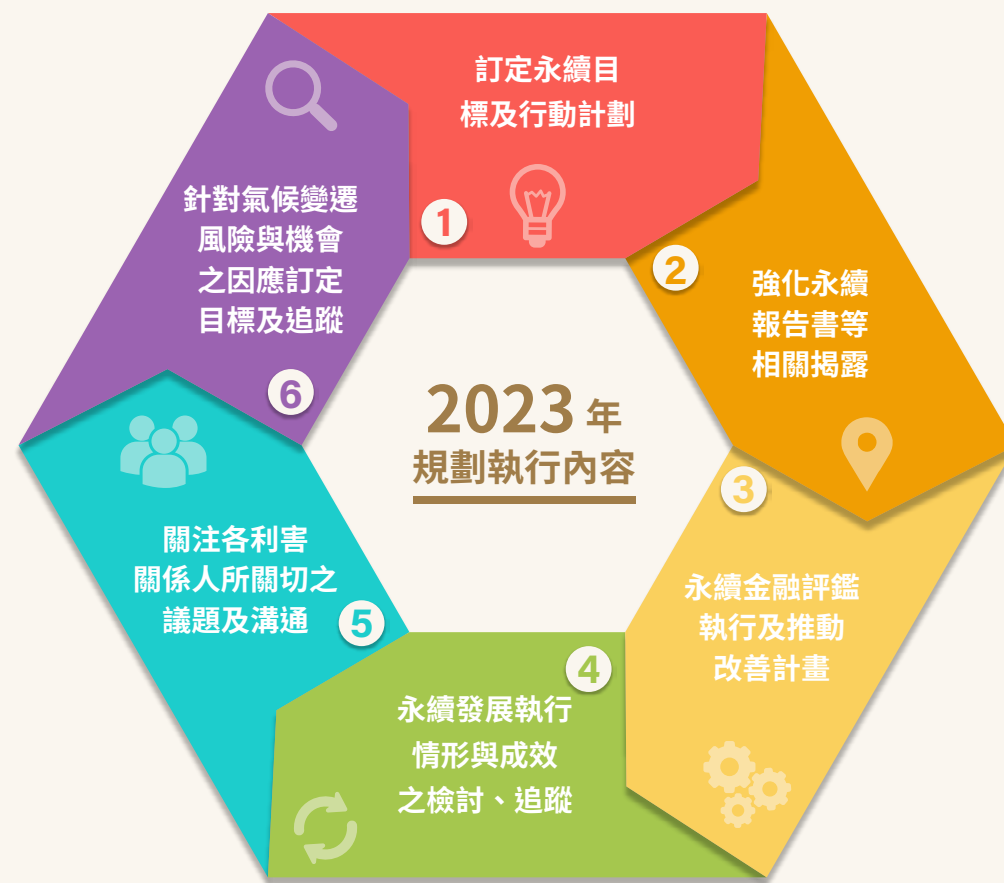 2023 年
規劃執行內容
1
訂定永續目
標及行動計劃
2
強化永續
報告書等
相關揭露
3
永續金融評鑑
執行及推動
改善計畫
4
永續發展執行
情形與成效
之檢討、追蹤
5
關注各利害
關係人所關切之
議題及溝通
6
針對氣候變遷
風險與機會
之因應訂定
目標及追蹤